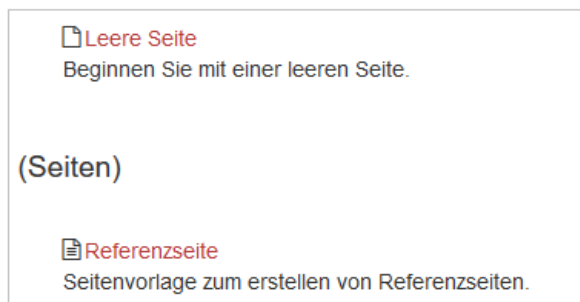 Leere Seite
Beginnen Sie mit einer leeren Seite.
(Seiten)
Referenzseite
Seitenvorlage zum erstellen von Referenzseiten.